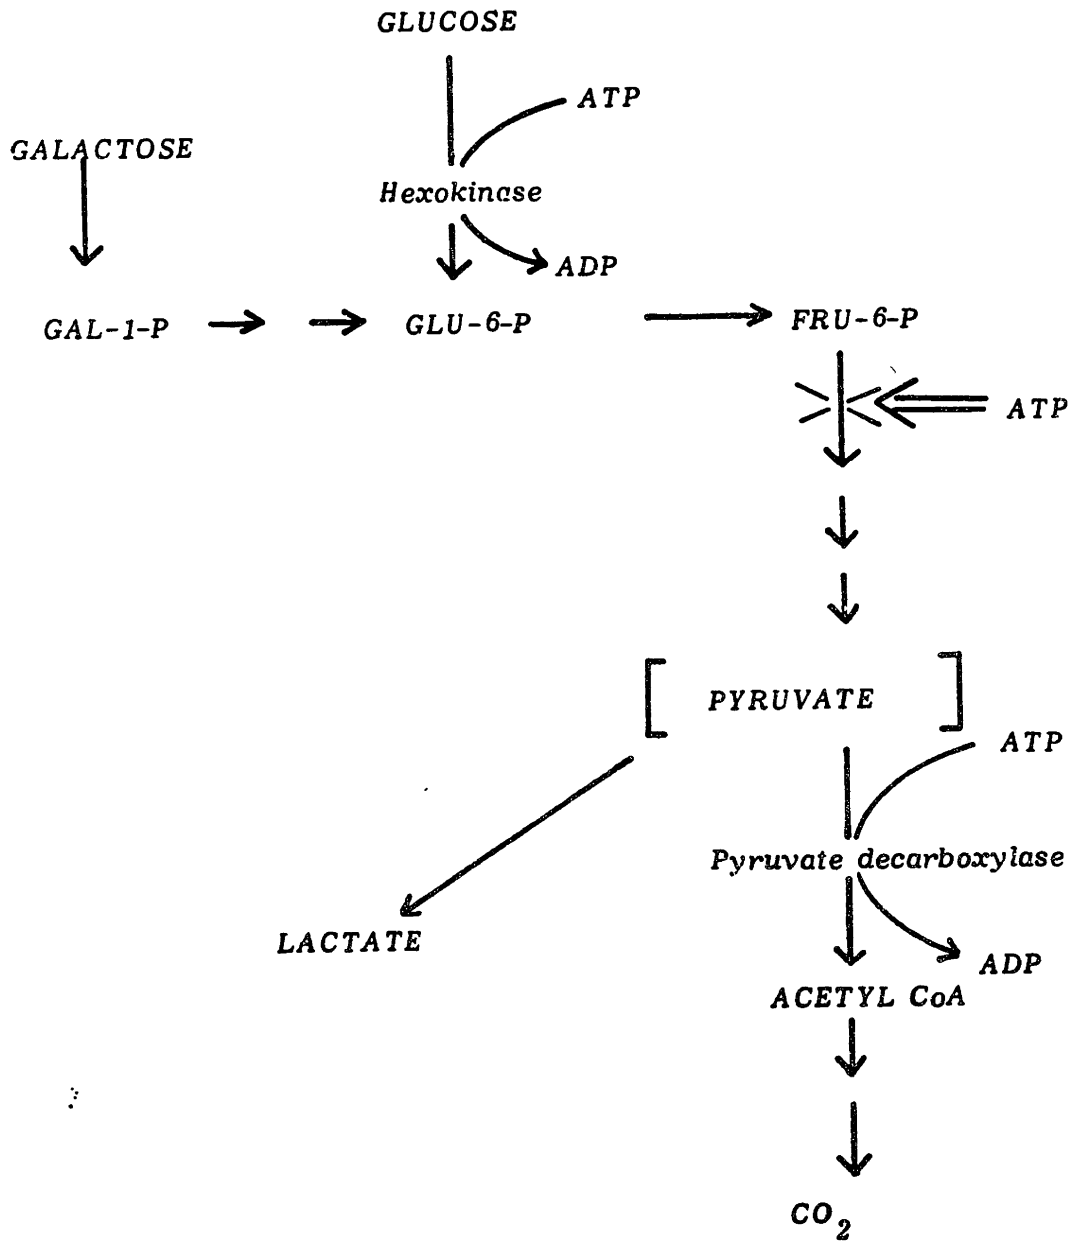 GLUCOSE
ATP
GALACTOSE
Hexokinase
ADP
GAL-1-P
GLU-6-P
FRU-6-P
ATP
[ PYRUVATE ]
ATP
Pyruvate decarboxylase
LACTATE
ADP
ACETYL CoA
CO2